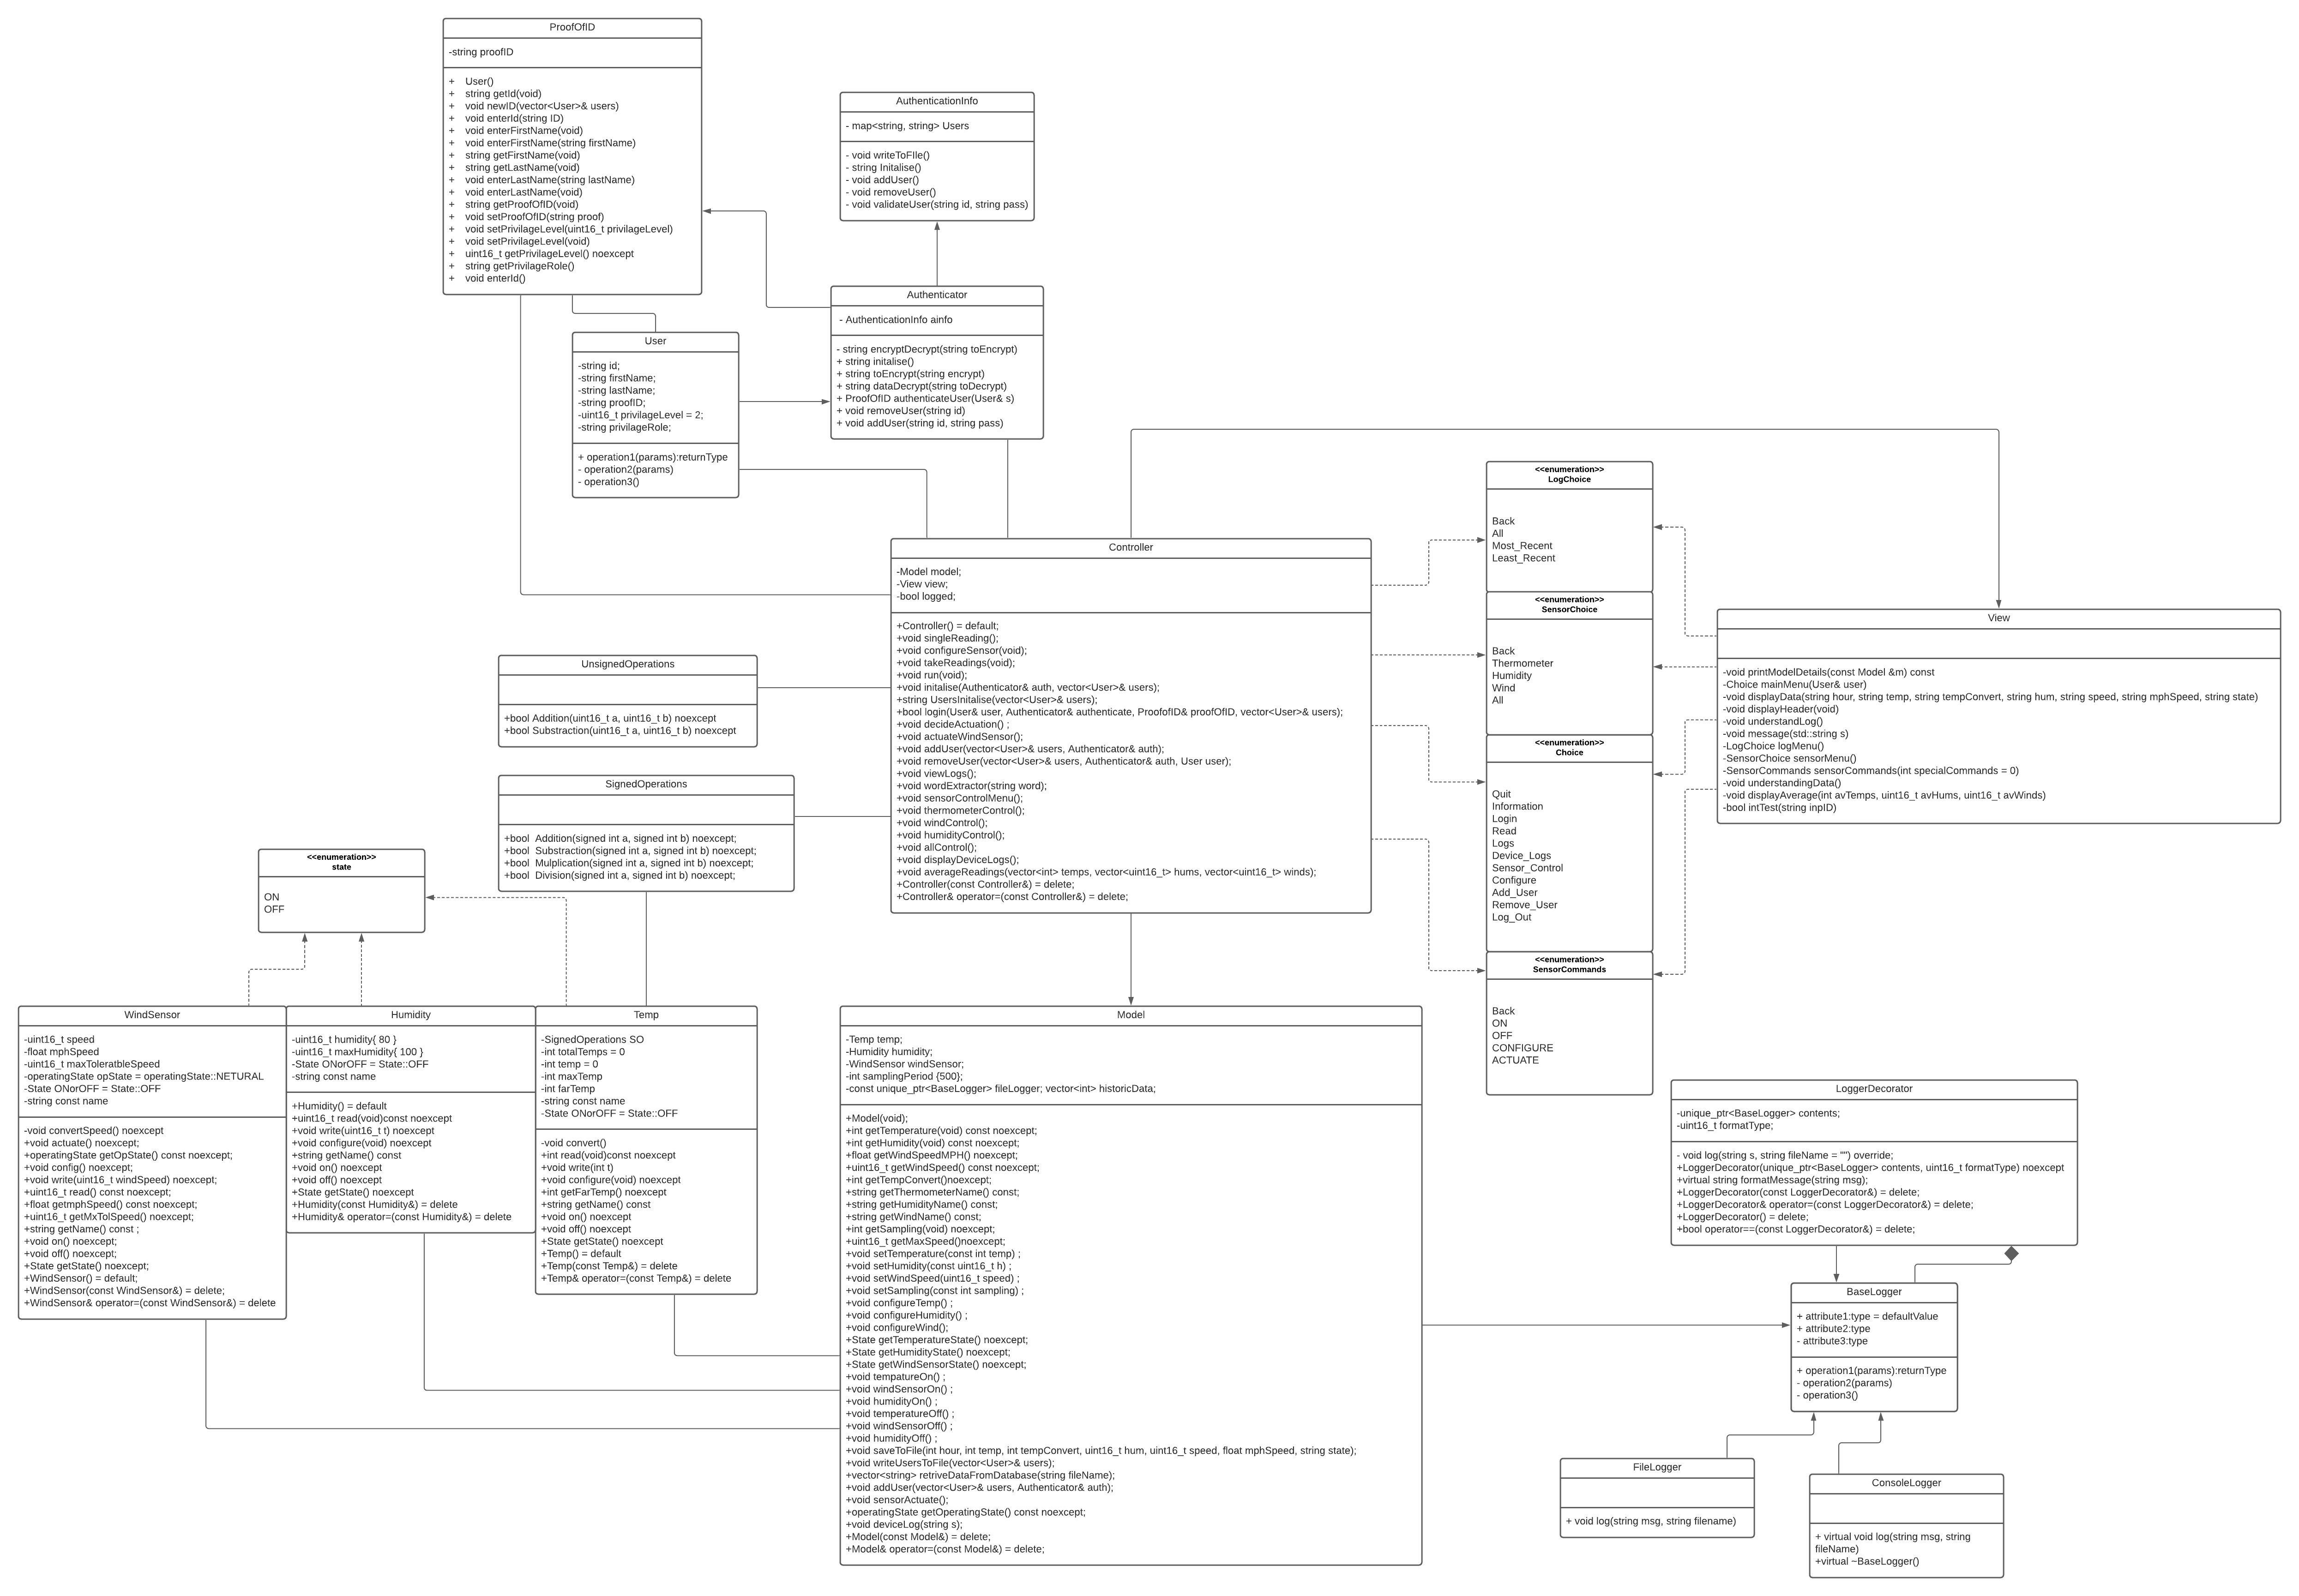 ProofOfID
-string proofID
+ User()
+ string getId(void)
+ void newID(vector<User>& users)
+ void enterId(string ID)
+ void enterFirstName(void)
+ void enterFirstName(string firstName)
+ string getFirstName(void)
+ string getLastName(void)
+ void enterLastName(string lastName)
+ void enterLastName(void)
+ string getProofOfID(void)
+ void setProofOfID(string proof)
+ void setPrivilageLevel(uint16_t privilageLevel)
+ void setPrivilageLevel(void)
+ uint16_t getPrivilageLevel() noexcept
+ string getPrivilageRole()
+ void enterId()
AuthenticationInfo
- map<string, string> Users
- void writeToFIle()
- string Initalise()
- void addUser()
- void removeUser()
- void validateUser(string id, string pass)
Authenticator
- AuthenticationInfo ainfo
- string encryptDecrypt(string toEncrypt)
+ string initalise()
+ string toEncrypt(string encrypt)
+ string dataDecrypt(string toDecrypt)
+ ProofOfID authenticateUser(User& s)
+ void removeUser(string id)
+ void addUser(string id, string pass)
User
-string id;
-string firstName;
-string lastName;
-string proofID;
-uint16_t privilageLevel = 2;
-string privilageRole;
+ operation1(params):returnType
- operation2(params)
- operation3()
Controller
-Model model;
-View view;
-bool logged;
+Controller() = default;
+void singleReading();
+void configureSensor(void);
+void takeReadings(void);
+void run(void);
+void initalise(Authenticator& auth, vector<User>& users);
+string UsersInitalise(vector<User>& users);
+bool login(User& user, Authenticator& authenticate, ProofofID& proofOfID, vector<User>& users);
+void decideActuation() ;
+void actuateWindSensor();
+void addUser(vector<User>& users, Authenticator& auth);
+void removeUser(vector<User>& users, Authenticator& auth, User user);
+void viewLogs();
+void wordExtractor(string word);
+void sensorControlMenu();
+void thermometerControl();
+void windControl();
+void humidityControl();
+void allControl();
+void displayDeviceLogs();
+void averageReadings(vector<int> temps, vector<uint16_t> hums, vector<uint16_t> winds);
+Controller(const Controller&) = delete;
+Controller& operator=(const Controller&) = delete;
<<enumeration>>
LogChoice
Back
All
Most_Recent
Least_Recent
<<enumeration>>
SensorChoice
Back
Thermometer
Humidity
Wind
All
<<enumeration>>
Choice
Quit
Information
Login
Read
Logs
Device_Logs
Sensor_Control
Configure
Add_User
Remove_User
Log_Out
<<enumeration>>
SensorCommands
Back
ON
OFF
CONFIGURE
ACTUATE
View
-void printModelDetails(const Model &m) const
-Choice mainMenu(User& user)
-void displayData(string hour, string temp, string tempConvert, string hum, string speed, string mphSpeed, string state)
-void displayHeader(void)
-void understandLog()
-void message(std::string s)
-LogChoice logMenu()
-SensorChoice sensorMenu()
-SensorCommands sensorCommands(int specialCommands = 0)
-void understandingData()
-void displayAverage(int avTemps, uint16_t avHums, uint16_t avWinds)
-bool intTest(string inpID)
UnsignedOperations
+bool Addition(uint16_t a, uint16_t b) noexcept
+bool Substraction(uint16_t a, uint16_t b) noexcept
SignedOperations
+bool Addition(signed int a, signed int b) noexcept;
+bool Substraction(signed int a, signed int b) noexcept;
+bool Mulplication(signed int a, signed int b) noexcept;
+bool Division(signed int a, signed int b) noexcept;
<<enumeration>>
state
ON
OFF
WindSensor
-uint16_t speed
-float mphSpeed
-uint16_t maxToleratbleSpeed
-operatingState opState = operatingState::NETURAL
-State ONorOFF = State::OFF
-string const name
-void convertSpeed() noexcept
+void actuate() noexcept;
+operatingState getOpState() const noexcept;
+void config() noexcept;
+void write(uint16_t windSpeed) noexcept;
+uint16_t read() const noexcept;
+float getmphSpeed() const noexcept;
+uint16_t getMxTolSpeed() noexcept;
+string getName() const ;
+void on() noexcept;
+void off() noexcept;
+State getState() noexcept;
+WindSensor() = default;
+WindSensor(const WindSensor&) = delete;
+WindSensor& operator=(const WindSensor&) = delete
Humidity
-uint16_t humidity{ 80 }
-uint16_t maxHumidity{ 100 }
-State ONorOFF = State::OFF
-string const name
+Humidity() = default
+uint16_t read(void)const noexcept
+void write(uint16_t t) noexcept
+void configure(void) noexcept
+string getName() const
+void on() noexcept
+void off() noexcept
+State getState() noexcept
+Humidity(const Humidity&) = delete
+Humidity& operator=(const Humidity&) = delete
Temp
-SignedOperations SO
-int totalTemps = 0
-int temp = 0
-int maxTemp
-int farTemp
-string const name
-State ONorOFF = State::OFF
-void convert()
+int read(void)const noexcept
+void write(int t)
+void configure(void) noexcept
+int getFarTemp() noexcept
+string getName() const
+void on() noexcept
+void off() noexcept
+State getState() noexcept
+Temp() = default
+Temp(const Temp&) = delete
+Temp& operator=(const Temp&) = delete
Model
-Temp temp;
-Humidity humidity;
-WindSensor windSensor;
-int samplingPeriod {500};
-const unique_ptr<BaseLogger> fileLogger; vector<int> historicData;
+Model(void);
+int getTemperature(void) const noexcept;
+int getHumidity(void) const noexcept;
+float getWindSpeedMPH() noexcept;
+uint16_t getWindSpeed() const noexcept;
+int getTempConvert()noexcept;
+string getThermometerName() const;
+string getHumidityName() const;
+string getWindName() const;
+int getSampling(void) noexcept;
+uint16_t getMaxSpeed()noexcept;
+void setTemperature(const int temp) ;
+void setHumidity(const uint16_t h) ;
+void setWindSpeed(uint16_t speed) ;
+void setSampling(const int sampling) ;
+void configureTemp() ;
+void configureHumidity() ;
+void configureWind();
+State getTemperatureState() noexcept;
+State getHumidityState() noexcept;
+State getWindSensorState() noexcept;
+void tempatureOn() ;
+void windSensorOn() ;
+void humidityOn() ;
+void temperatureOff() ;
+void windSensorOff() ;
+void humidityOff() ;
+void saveToFile(int hour, int temp, int tempConvert, uint16_t hum, uint16_t speed, float mphSpeed, string state);
+void writeUsersToFile(vector<User>& users);
+vector<string> retriveDataFromDatabase(string fileName);
+void addUser(vector<User>& users, Authenticator& auth);
+void sensorActuate();
+operatingState getOperatingState() const noexcept;
+void deviceLog(string s);
+Model(const Model&) = delete;
+Model& operator=(const Model&) = delete;
LoggerDecorator
-unique_ptr<BaseLogger> contents;
-uint16_t formatType;
- void log(string s, string fileName = "") override;
+LoggerDecorator(unique_ptr<BaseLogger> contents, uint16_t formatType) noexcept
+virtual string formatMessage(string msg);
+LoggerDecorator(const LoggerDecorator&) = delete;
+LoggerDecorator& operator=(const LoggerDecorator&) = delete;
+LoggerDecorator() = delete;
+bool operator==(const LoggerDecorator&) = delete;
BaseLogger
+ attribute1:type = defaultValue
+ attribute2:type
- attribute3:type
+ operation1(params):returnType
- operation2(params)
- operation3()
FileLogger
+ void log(string msg, string filename)
ConsoleLogger
+ virtual void log(string msg, string
fileName)
+virtual ~BaseLogger()